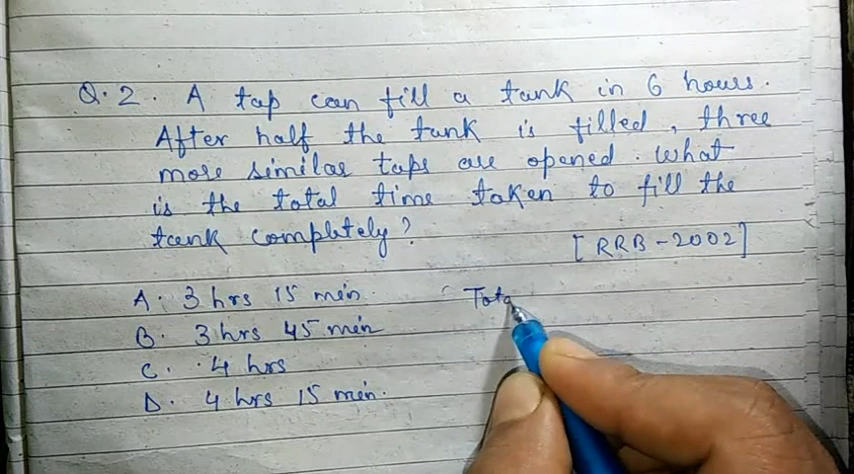 Q.2. A tap can fill a tank in 6 hours.
After half the tank is filled, three
more similar taps are opened. What
is the total time taken to fill the
tank completely?
[RRB-2002]
A. 3 hrs 15 min.
B. 3 hrs 45 min
C. 4 hrs
D. 4 hrs 15 min.
Tota